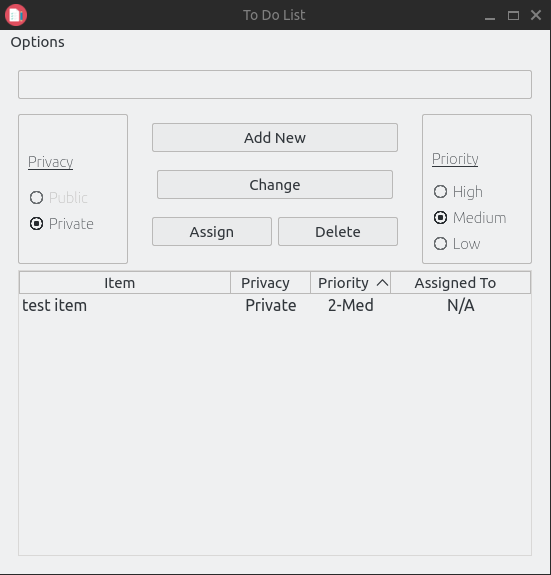 To Do List
Options
Privacy
Public
Private
Add New
Change
Assign Delete
Priority
High
Medium
Low
Item Privacy Priority Assigned To
test item Private 2-Med N/A